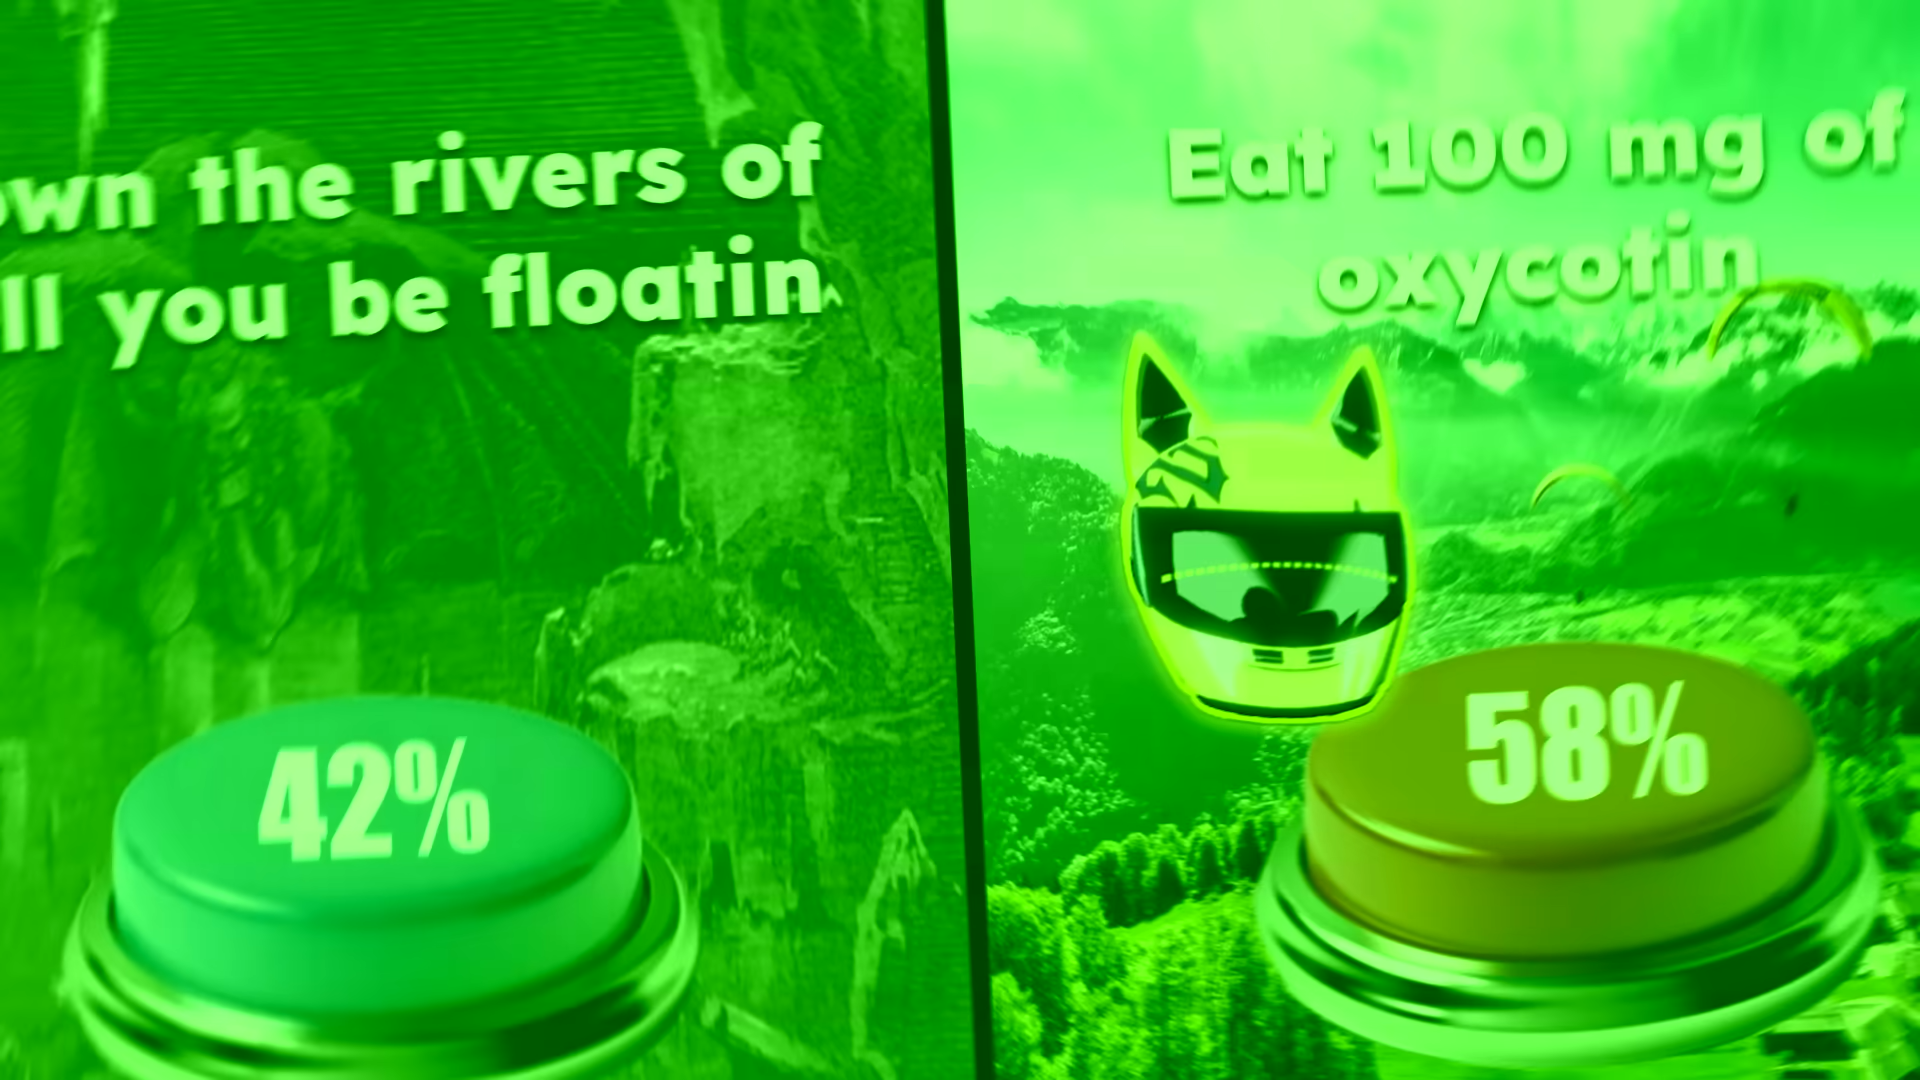 own the rivers of
ll you be floatin
42%
Eat 100 mg of
oxycotin
58%